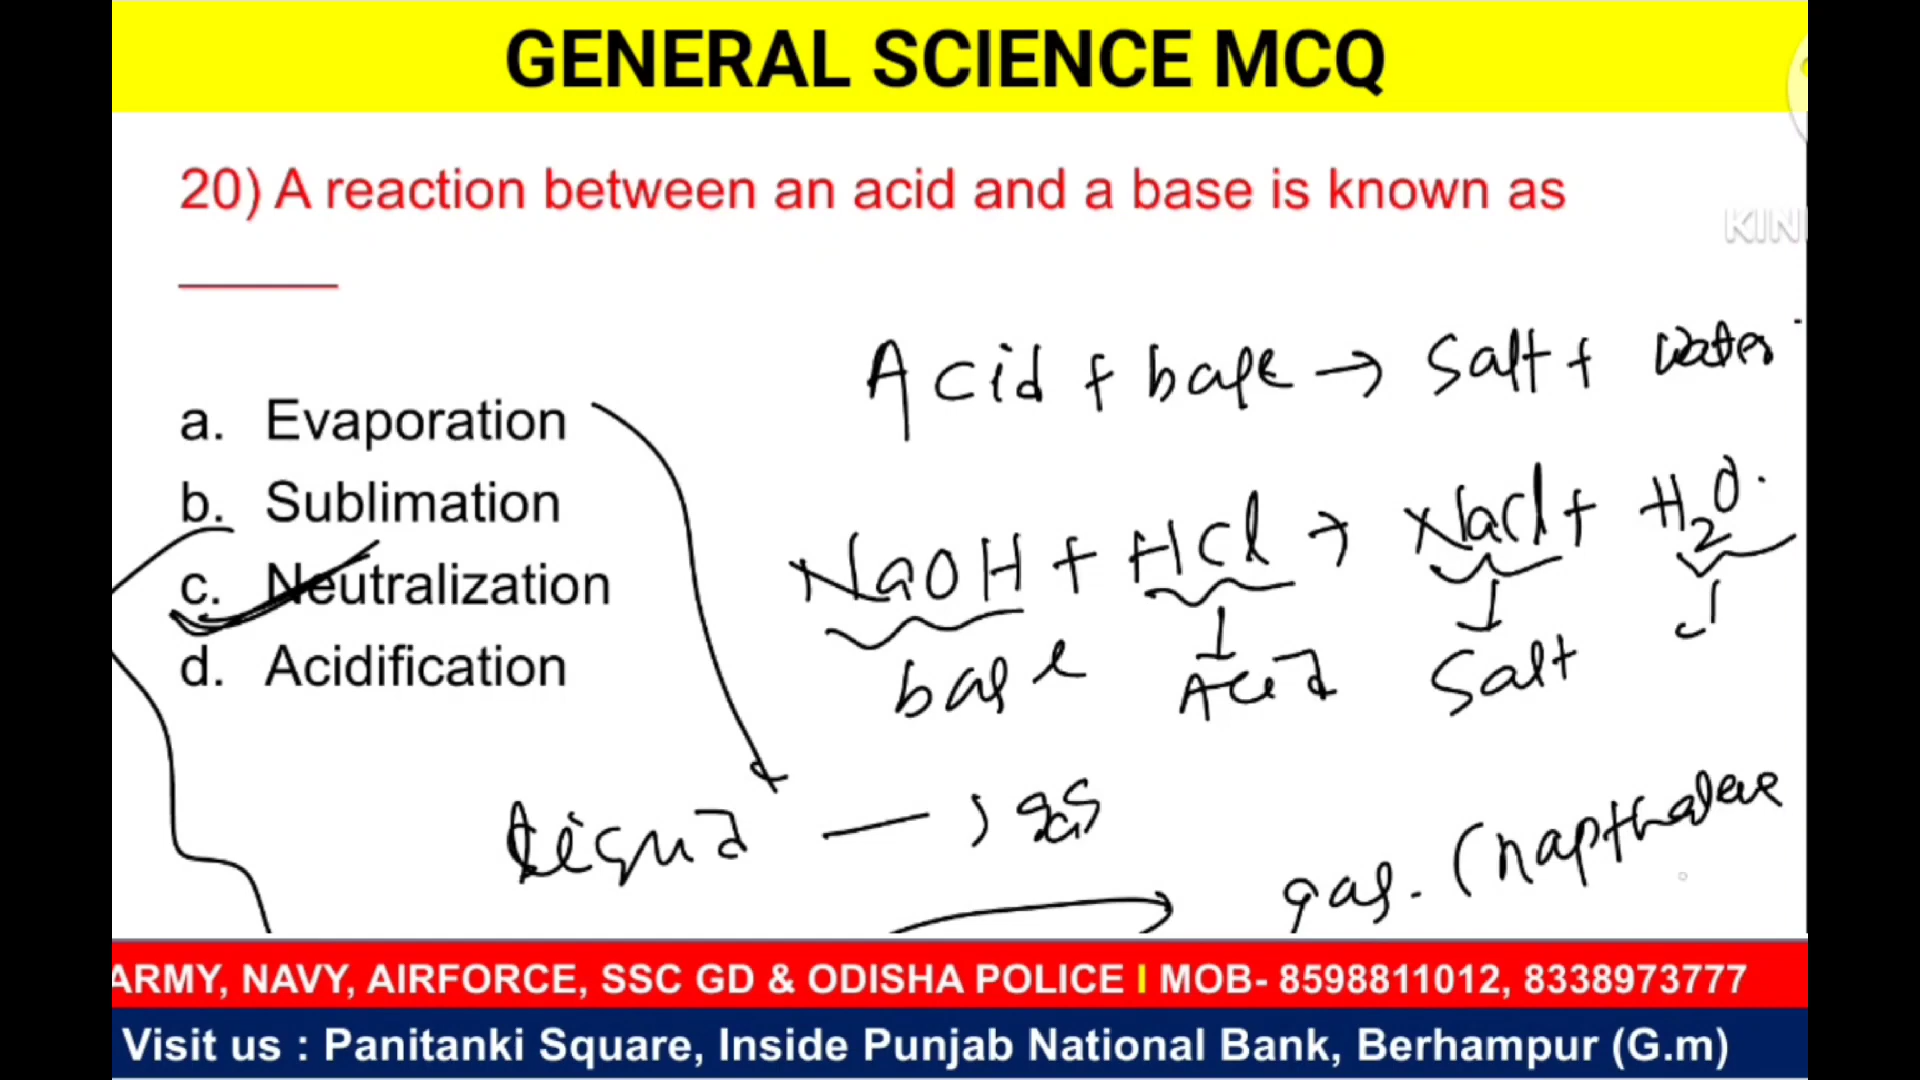 GENERAL SCIENCE MCQ
20) A reaction between an acid and a base is known as
KIN
Acid + base → Salt + water
a. Evaporation
b. Sublimation
NaOH + HCl → NaCl + H2O
c. Neutralization
d. Acidification
base Acid Salt
gas
gas. (napthalene
ARMY, NAVY, AIRFORCE, SSC GD & ODISHA POLICE I MOB- 8598811012, 8338973777
Visit us : Panitanki Square, Inside Punjab National Bank, Berhampur (G.m)